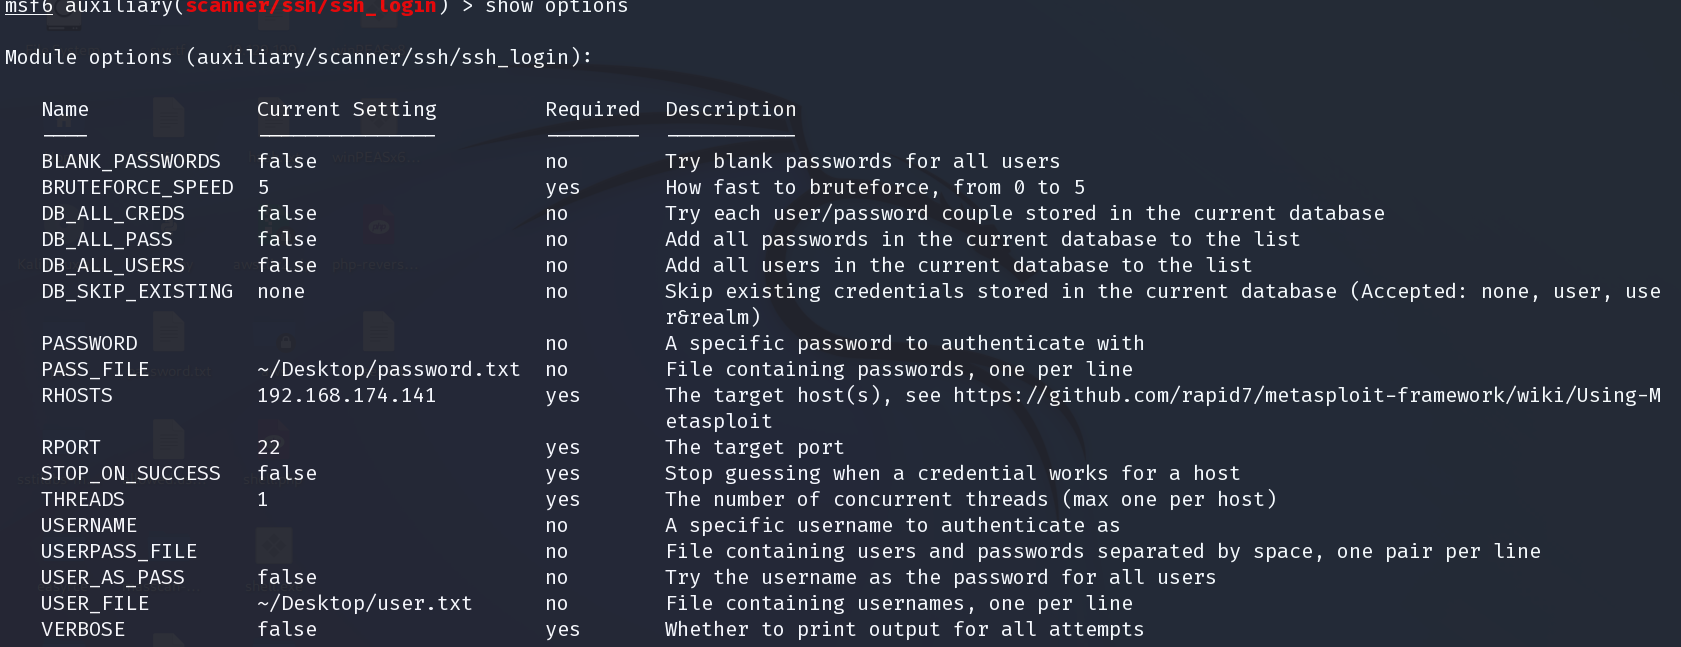 msf6 auxiliary(scanner/ssh/ssh_login) > show options
Module options (auxiliary/scanner/ssh/ssh_login):
Name Current Setting Required Description
BLANK_PASSWORDS false no Try blank passwords for all users
BRUTEFORCE_SPEED 5 yes How fast to bruteforce, from 0 to 5
DB_ALL_CREDS false no Try each user/password couple stored in the current database
DB_ALL_PASS false no Add all passwords in the current database to the list
DB_ALL_USERS false no Add all users in the current database to the list
DB_SKIP_EXISTING none no Skip existing credentials stored in the current database (Accepted: none, user, use
r&realm)
PASSWORD no A specific password to authenticate with
PASS_FILE ~/Desktop/password.txt no File containing passwords, one per line
RHOSTS 192.168.174.141 yes The target host(s), see https://github.com/rapid7/metasploit-framework/wiki/Using-M
etasploit
RPORT 22 yes The target port
STOP_ON_SUCCESS false yes Stop guessing when a credential works for a host
THREADS 1 yes The number of concurrent threads (max one per host)
USERNAME no A specific username to authenticate as
USERPASS_FILE no File containing users and passwords separated by space, one pair per line
USER_AS_PASS false no Try the username as the password for all users
USER_FILE ~/Desktop/user.txt no File containing usernames, one per line
VERBOSE false yes Whether to print output for all attempts